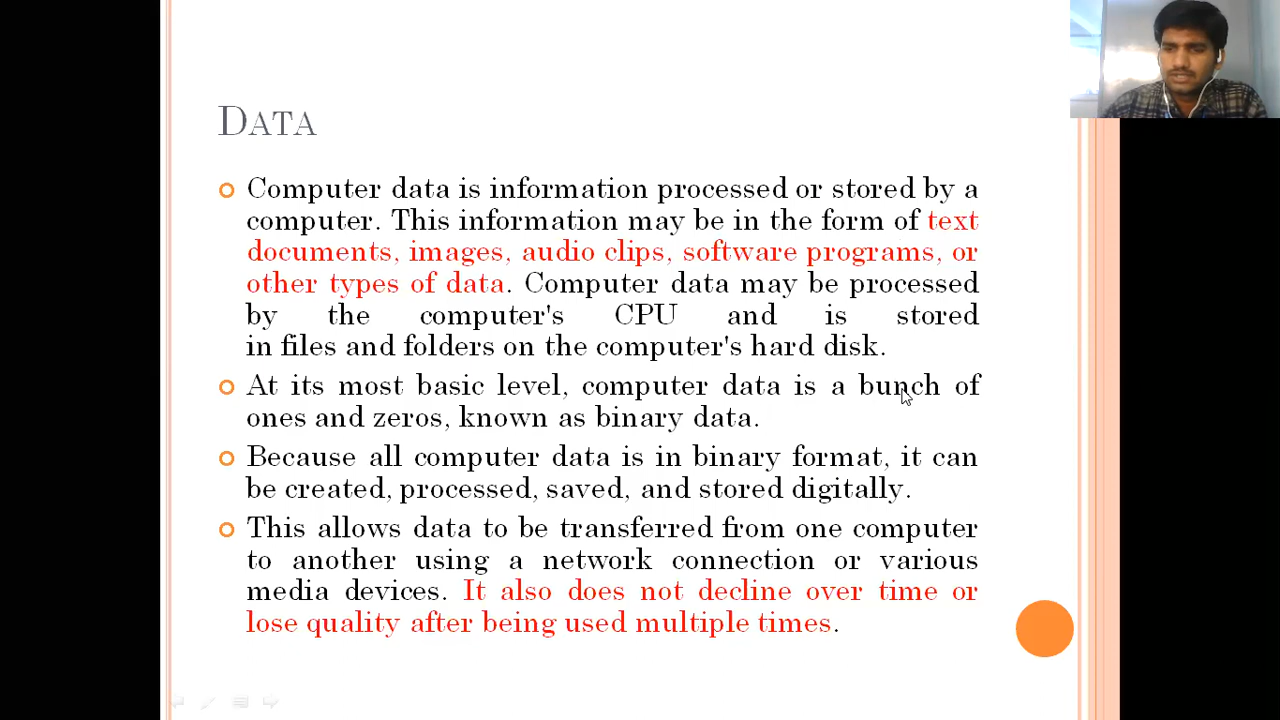 DATA
Computer data is information processed or stored by a
computer. This information may be in the form of text
documents, images, audio clips, software programs, or
other types of data. Computer data may be processed
by the computer's CPU and is stored
in files and folders on the computer's hard disk.
At its most basic level, computer data is a bunch of
ones and zeros, known as binary data.
Because all computer data is in binary format, it can
be created, processed, saved, and stored digitally.
This allows data to be transferred from one computer
to another using a network connection or various
media devices. It also does not decline over time or
lose quality after being used multiple times.